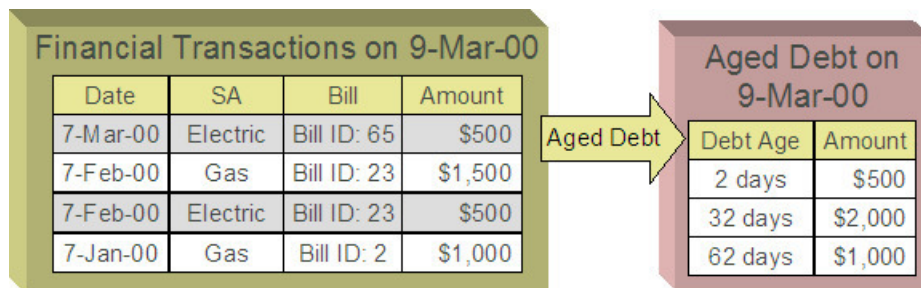 Financial Transactions on 9-Mar-00
Date SA Bill Amount
7-Mar-00 Electric Bill ID: 65 $500
7-Feb-00 Gas Bill ID: 23 $1,500
7-Feb-00 Electric Bill ID: 23 $500
7-Jan-00 Gas Bill ID: 2 $1,000
Aged Debt
Aged Debt on
9-Mar-00
Debt Age Amount
2 days $500
32 days $2,000
62 days $1,000